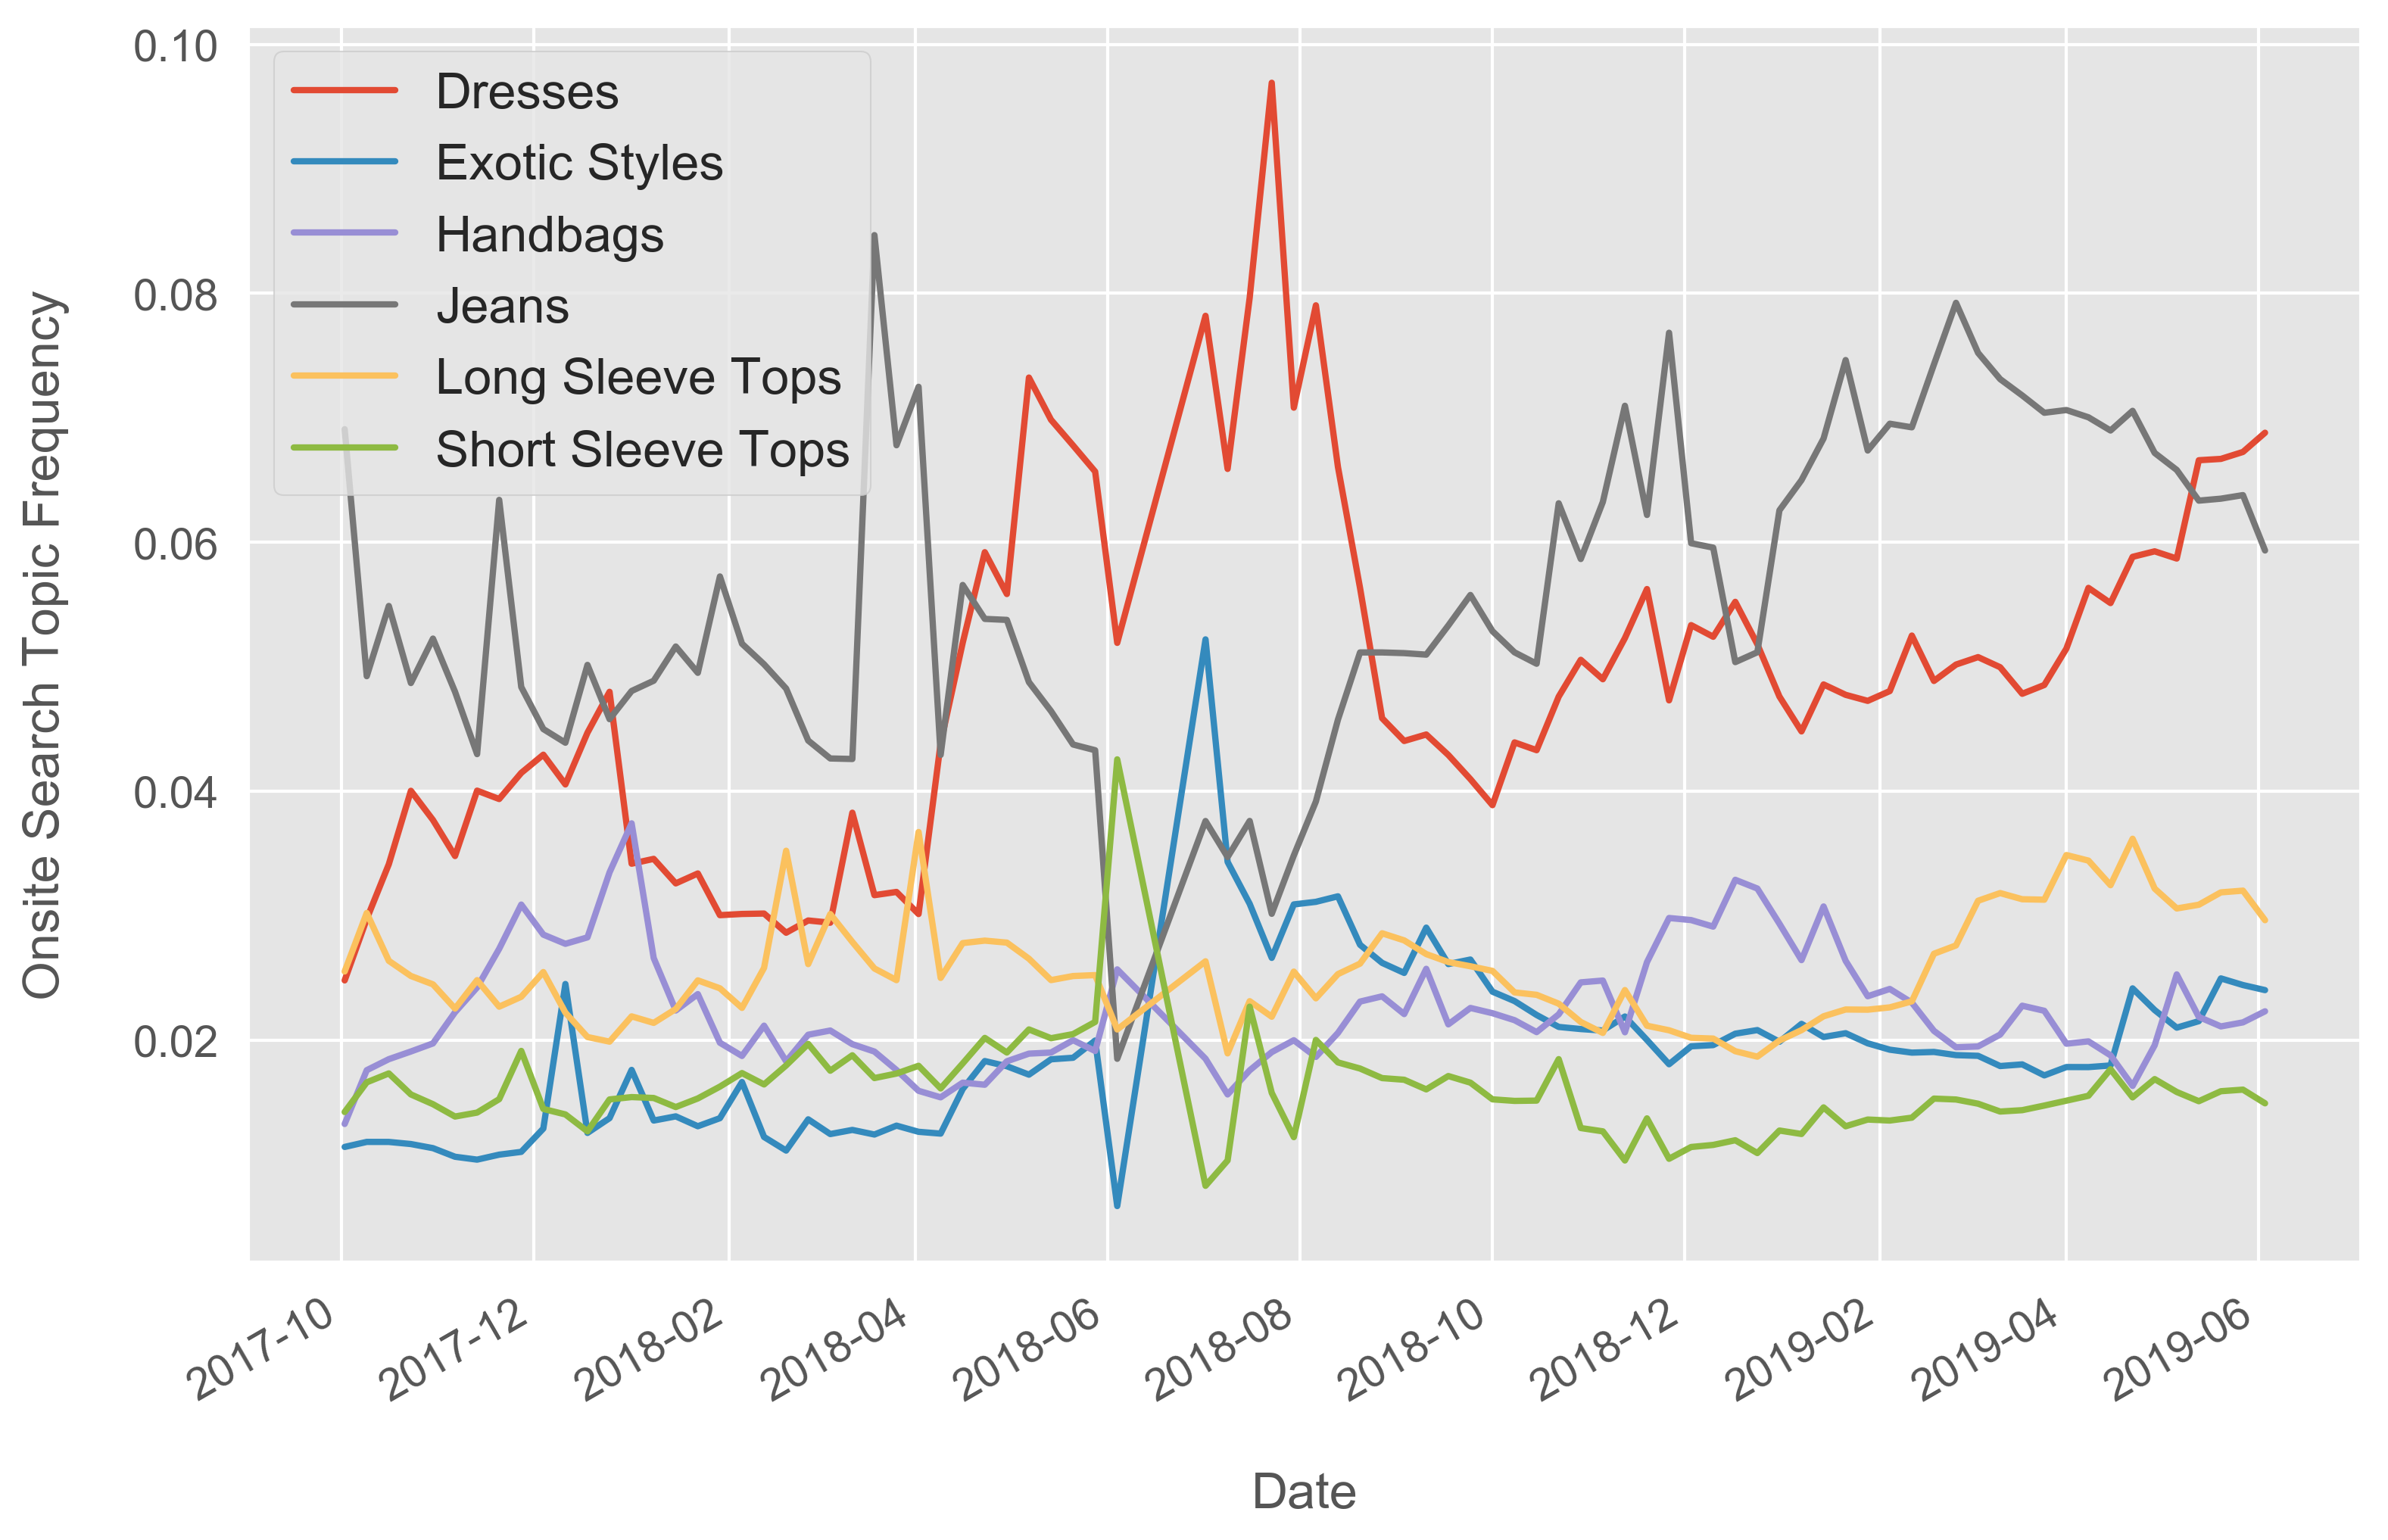 0.10
0.08
0.06
0.04
0.02
Onsite Search Topic Frequency
Dresses
Exotic Styles
Handbags
Jeans
Long Sleeve Tops
Short Sleeve Tops
2017-10
2017-12
2018-02
2018-04
2018-06
2018-08
2018-10
2018-12
2019-02
2019-04
2019-06
Date